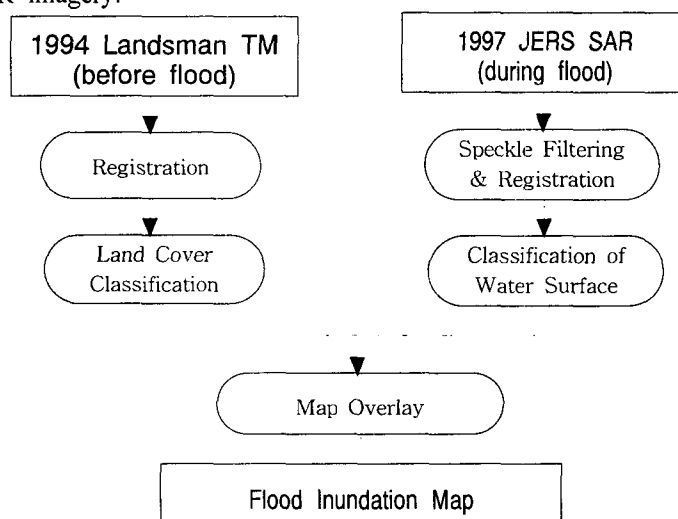 imagery.
1994 Landsman TM
(before flood)
1997 JERS SAR
(during flood)
Registration
Speckle Filtering
& Registration
Land Cover
Classification
Classification of
Water Surface
Map Overlay
Flood Inundation Map